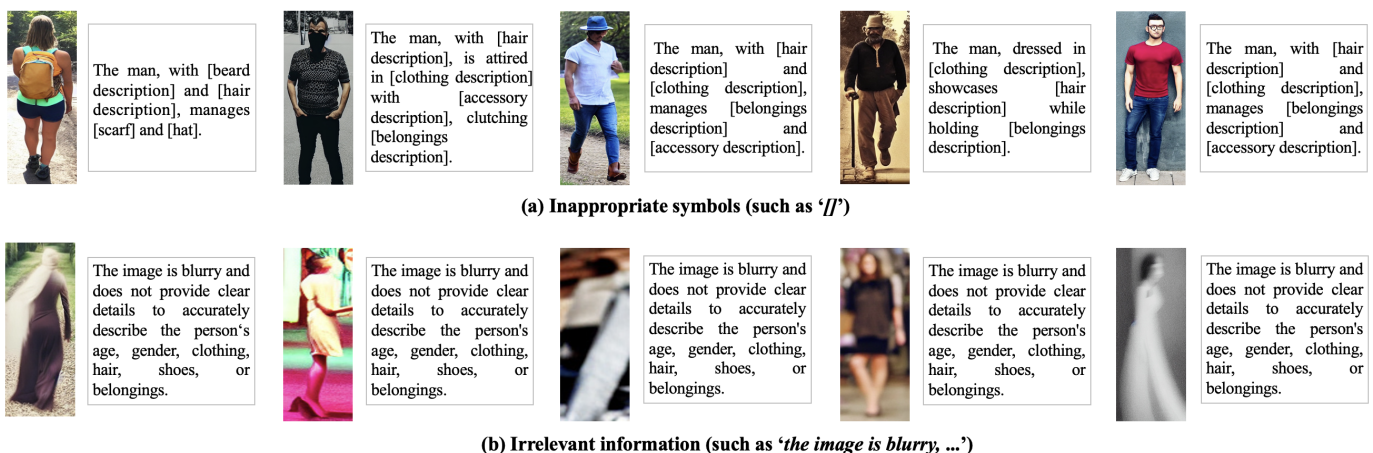 The man, with [beard
description] and [hair
description], manages
[scarf] and [hat].
The man, with [hair
description], is attired
in [clothing description]
with [accessory
description], clutching
[belongings
description].
The man, with [hair
description] and
[clothing description],
manages [belongings
description] and
[accessory description].
The man, dressed in
[clothing description],
showcases [hair
description] while
holding [belongings
description].
The man, with [hair
description] and
[clothing description],
manages [belongings
description] and
[accessory description].
(a) Inappropriate symbols (such as ‘[]’)
The image is blurry and
does not provide clear
details to accurately
describe the person‘s
age, gender, clothing,
hair, shoes, or
belongings.
The image is blurry and
does not provide clear
details to accurately
describe the person's
age, gender, clothing,
hair, shoes, or
belongings.
The image is blurry and
does not provide clear
details to accurately
describe the person's
age, gender, clothing,
hair, shoes, or
belongings.
The image is blurry and
does not provide clear
details to accurately
describe the person's
age, gender, clothing,
hair, shoes, or
belongings.
The image is blurry and
does not provide clear
details to accurately
describe the person's
age, gender, clothing,
hair, shoes, or
belongings.
(b) Irrelevant information (such as ‘the image is blurry, ...’)